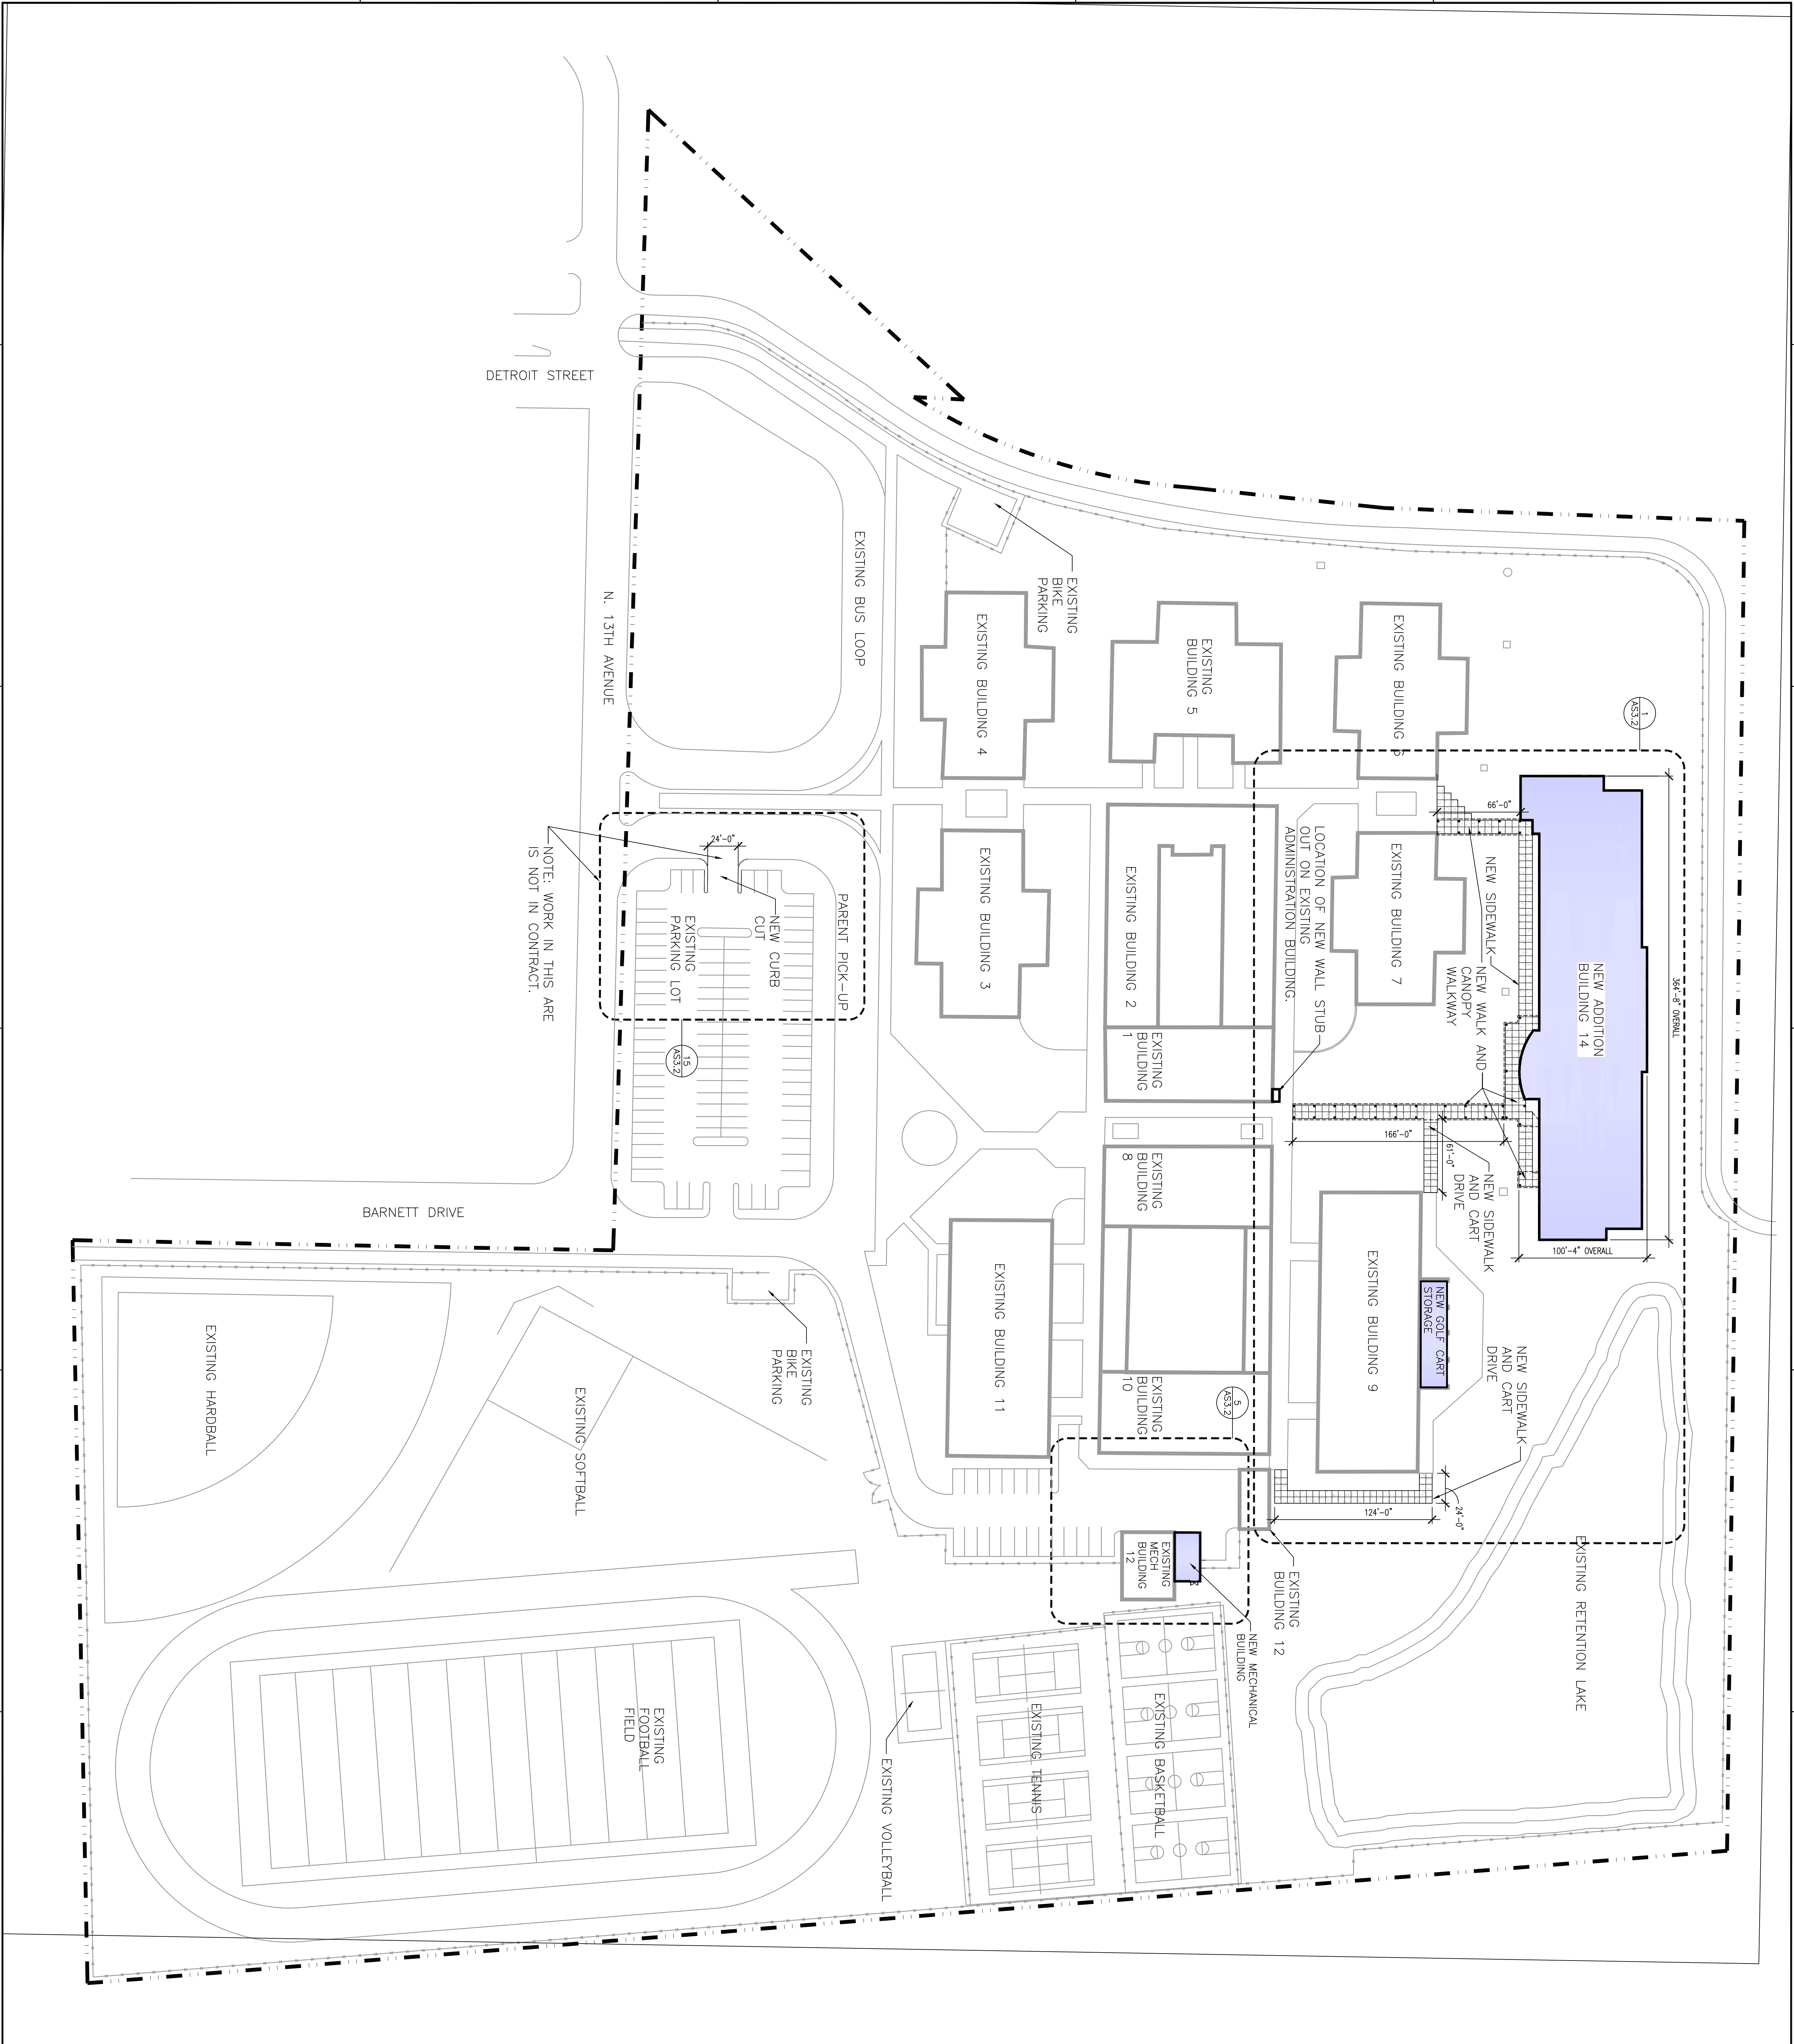 DETROIT STREET
N. 13TH AVENUE
EXISTING BUS LOOP
EXISTING
BIKE
PARKING
EXISTING BUILDING 4
EXISTING
BUILDING 5
EXISTING BUILDING 6
1
AS3.2
66'-0"
364'-8" OVERALL
NEW ADDITION
BUILDING 14
NEW SIDEWALK
NEW WALK AND
CANOPY
WALKWAY
EXISTING BUILDING 7
LOCATION OF NEW WALL STUB
OUT ON EXISTING
ADMINISTRATION BUILDING.
EXISTING BUILDING 2
EXISTING
BUILDING
1
EXISTING BUILDING 3
24'-0"
PARENT PICK-UP
NEW CURB
CUT
EXISTING
PARKING LOT
NOTE: WORK IN THIS ARE
IS NOT IN CONTRACT.
15
AS3.2
166'-0"
61'-0"
NEW SIDEWALK
AND CART
DRIVE
100'-4" OVERALL
BARNETT DRIVE
EXISTING
BUILDING
8
EXISTING BUILDING 9
NEW GOLF CART
STORAGE
NEW SIDEWALK
AND CART
DRIVE
EXISTING BUILDING 11
EXISTING
BUILDING
10
5
AS3.2
24'-0"
124'-0"
EXISTING HARDBALL
EXISTING SOFTBALL
EXISTING
BIKE
PARKING
EXISTING
MECH
BUILDING
12
EXISTING
BUILDING 12
NEW MECHANICAL
BUILDING
EXISTING RETENTION LAKE
EXISTING
FOOTBALL
FIELD
EXISTING VOLLEYBALL
EXISTING TENNIS
EXISTING BASKETBALL